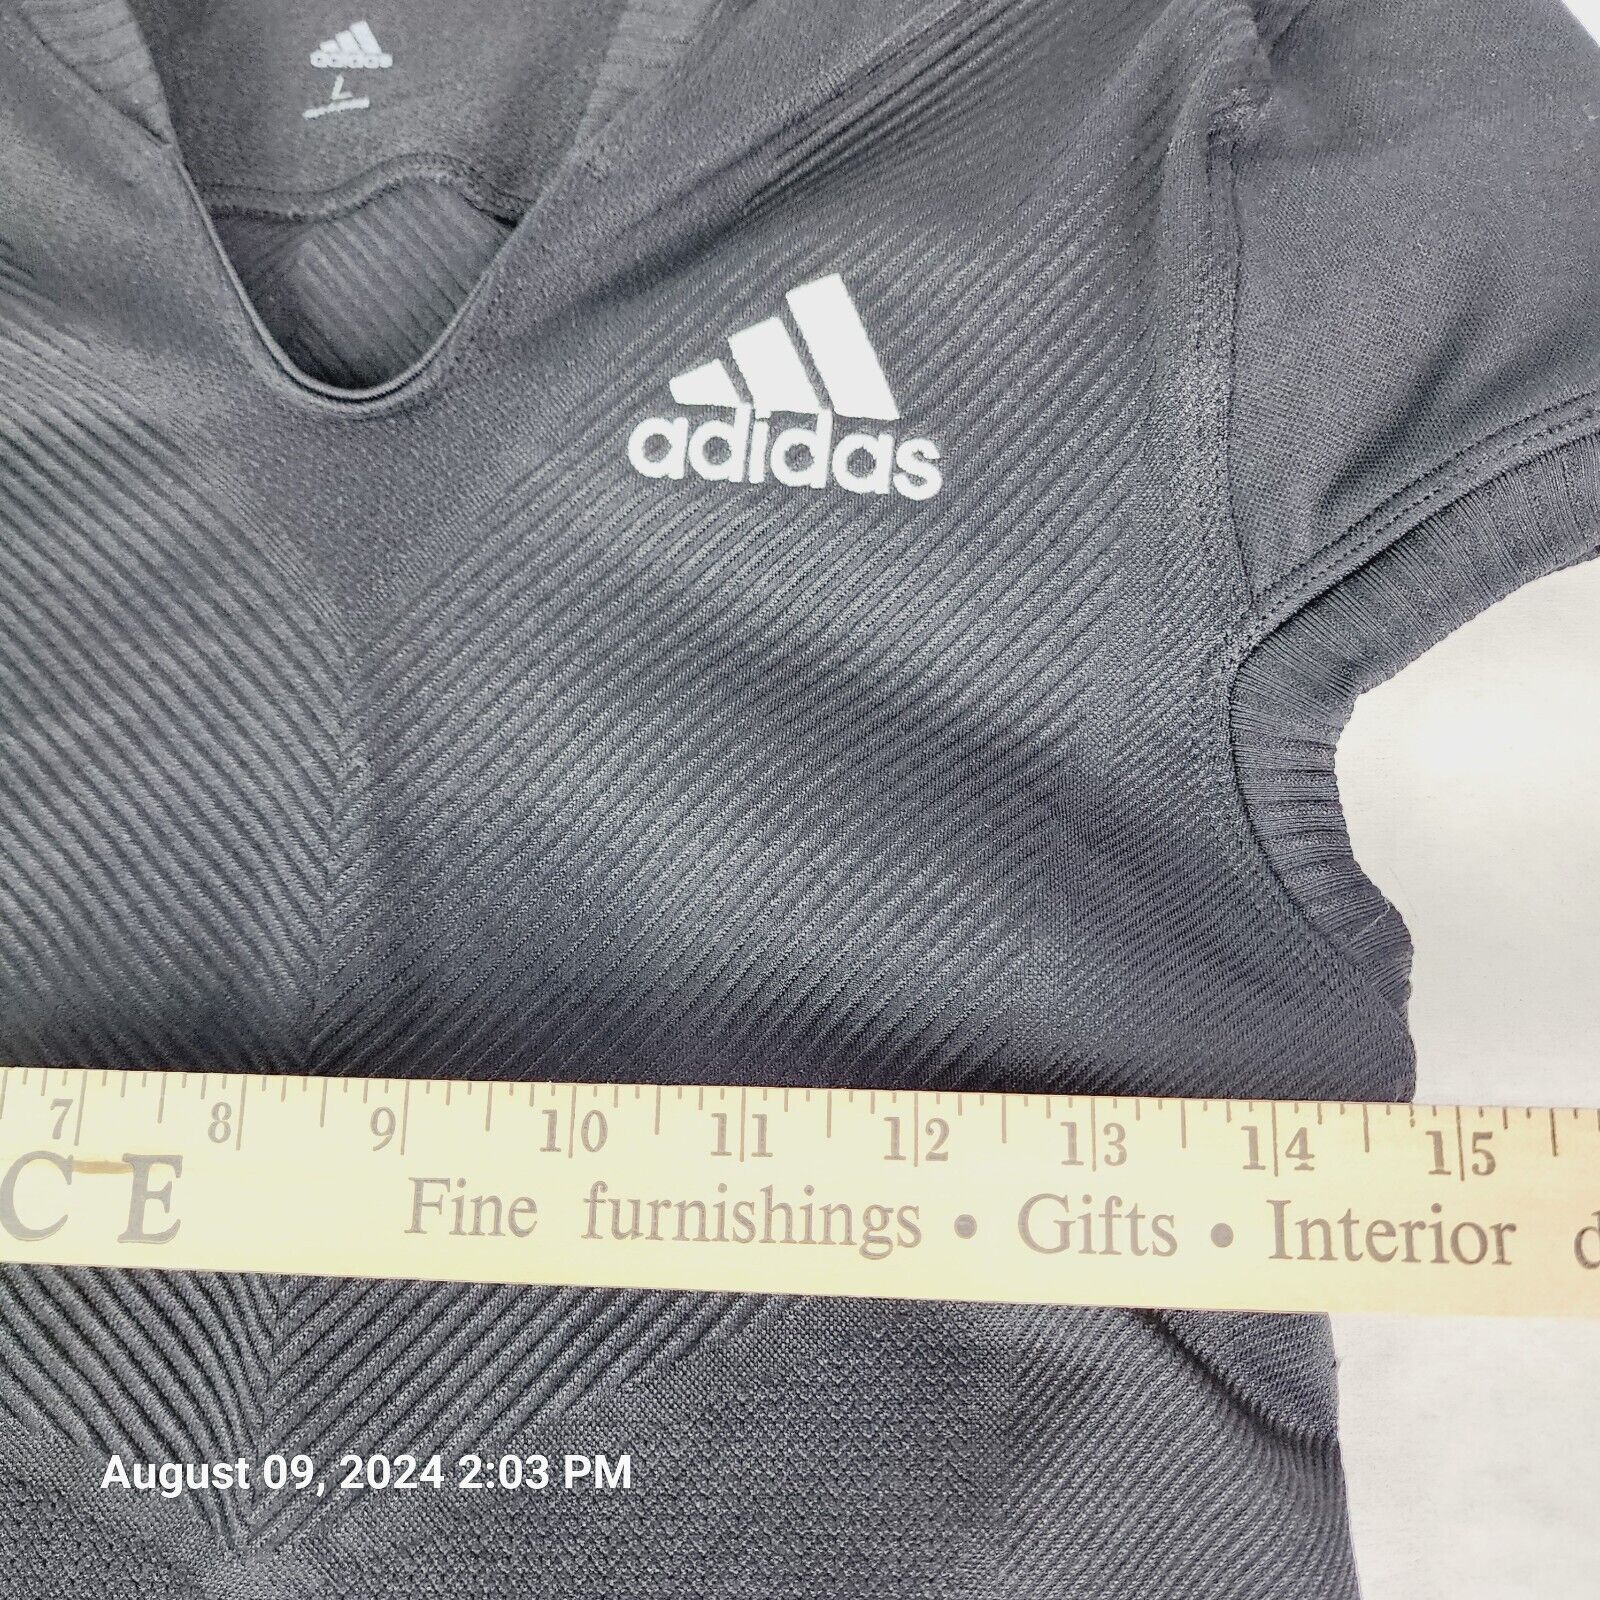 adidas
L
adidas
7 8 9 10 11 12 13 14 15
CE Fine furnishings • Gifts • Interior d
August 09, 2024 2:03 PM